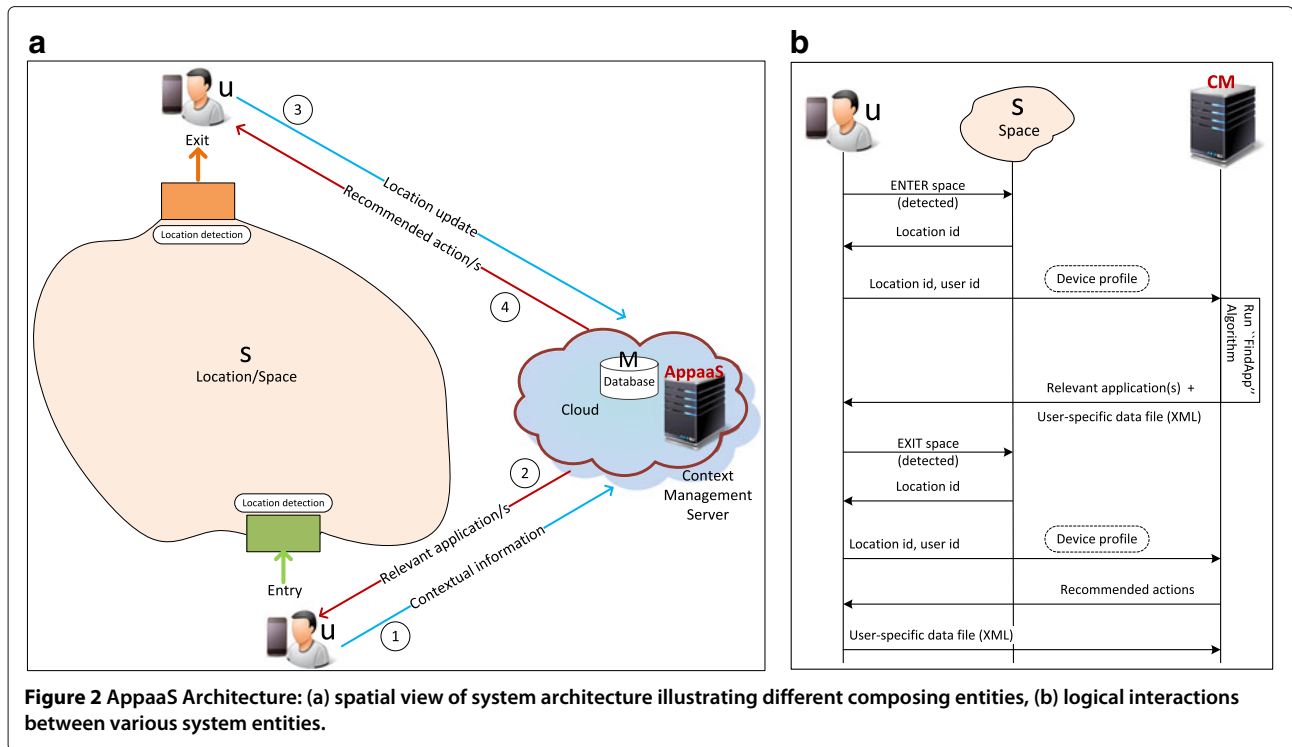 a
u
3
Exit
Location update
Recommended action/s
Location detection
4
S
Location/Space
M
Database
AppaaS
Cloud
2
Context
Management
Server
Location detection
Relevant application/s
Contextual information
Entry
u
1
b
CM
u
S
Space
ENTER space
(detected)
Location id
Location id, user id
Device profile
Run ``FindApp''
Algorithm
Relevant application(s) +
User-specific data file (XML)
EXIT space
(detected)
Location id
Location id, user id
Device profile
Recommended actions
User-specific data file (XML)
Figure 2 AppaaS Architecture: (a) spatial view of system architecture illustrating different composing entities, (b) logical interactions
between various system entities.